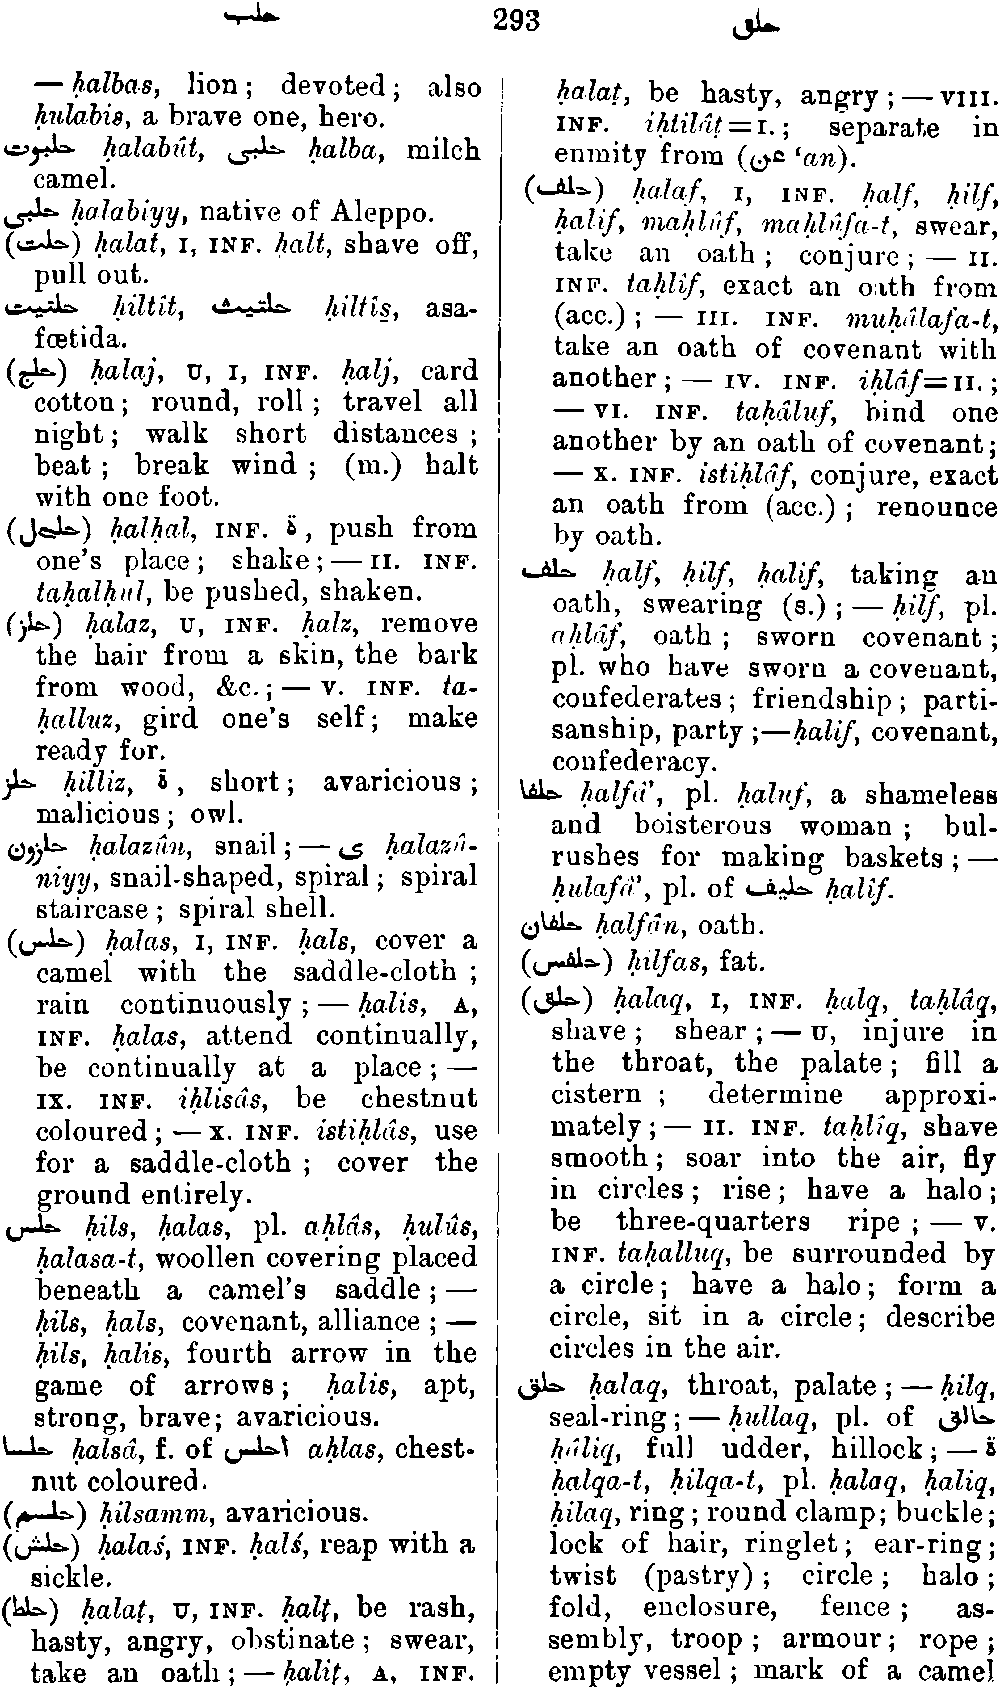 حلب
293
حلق
— ḥalbas, lion; devoted; also
ḥulabis, a brave one, hero.
حلبوت ḥalabût, حلبى ḥalba, milch
camel.
حلبى ḥalabiyy, native of Aleppo.
(حلت) ḥalat, I, INF. ḥalt, shave off,
pull out.
حلتيت ḥiltît, حلتيث ḥiltîs̱, asa-
fœtida.
(حلج) ḥalaj, U, I, INF. ḥalj, card
cotton; round, roll; travel all
night; walk short distances;
beat; break wind; (m.) halt
with one foot.
(حلحل) ḥalḥal, INF. ة, push from
one's place; shake;—II. INF.
taḥalḥul, be pushed, shaken.
(حلز) ḥalaz, U, INF. ḥalz, remove
the hair from a skin, the bark
from wood, &c.;— V. INF. ta-
ḥalluz, gird one's self; make
ready for.
حلز ḥilliz, ة, short; avaricious;
malicious; owl.
حلزون ḥalazûn, snail;— ى ḥalazû-
niyy, snail-shaped, spiral; spiral
staircase; spiral shell.
(حلس) ḥalas, I, INF. ḥals, cover a
camel with the saddle-cloth;
rain continuously;— ḥalis, A,
INF. ḥalas, attend continually,
be continually at a place;—
IX. INF. iḥlisâs, be chestnut
coloured;— X. INF. istiḥlâs, use
for a saddle-cloth; cover the
ground entirely.
حلس ḥils, ḥalas, pl. aḥlâs, ḥulûs,
ḥalasa-t, woollen covering placed
beneath a camel's saddle;—
ḥils, ḥals, covenant, alliance;—
ḥils, ḥalis, fourth arrow in the
game of arrows; ḥalis, apt,
strong, brave; avaricious.
حلسا ḥalsâ, f. of احلس aḥlas, chest-
nut coloured.
(حلسم) ḥilsamm, avaricious.
(حلش) ḥalaś, INF. ḥalś, reap with a
sickle.
(حلط) ḥalaṭ, U, INF. ḥalṭ, be rash,
hasty, angry, obstinate; swear,
take an oath;— ḥaliṭ, A, INF.
ḥalaṭ, be hasty, angry;—VIII.
INF. iḥtilâṭ=I.; separate in
enmity from (عن ‘an).
(حلف) ḥalaf, I, INF. ḥalf, ḥilf,
ḥalif, maḥlûf, maḥlûfa-t, swear,
take an oath; conjure;— II.
INF. taḥlîf, exact an oath from
(acc.);— III. INF. muḥâlafa-t,
take an oath of covenant with
another;— IV. INF. iḥlâf=II.;
— VI. INF. taḥâluf, bind one
another by an oath of covenant;
— X. INF. istiḥlâf, conjure, exact
an oath from (acc.); renounce
by oath.
حلف ḥalf, ḥilf, ḥalif, taking an
oath, swearing (s.);— ḥilf, pl.
aḥlâf, oath; sworn covenant;
pl. who have sworn a covenant,
confederates; friendship; parti-
sanship, party;—ḥalif, covenant,
confederacy.
حلفا ḥalfâ’, pl. ḥaluf, a shameless
and boisterous woman; bul-
rushes for making baskets;—
ḥulafâ’, pl. of حليف ḥalîf.
حلفان ḥalfân, oath.
(حلفس) ḥilfas, fat.
(حلق) ḥalaq, I, INF. ḥalq, taḥlâq,
shave; shear;— U, injure in
the throat, the palate; fill a
cistern; determine approxi-
mately;— II. INF. taḥlîq, shave
smooth; soar into the air, fly
in circles; rise; have a halo;
be three-quarters ripe;— V.
INF. taḥalluq, be surrounded by
a circle; have a halo; form a
circle, sit in a circle; describe
circles in the air.
حلق ḥalaq, throat, palate;— ḥilq,
seal-ring;— ḥullaq, pl. of حالق
ḥâliq, full udder, hillock;— ة
ḥalqa-t, ḥilqa-t, pl. ḥalaq, ḥaliq,
ḥilaq, ring; round clamp; buckle;
lock of hair, ringlet; ear-ring;
twist (pastry); circle; halo;
fold, enclosure, fence; as-
sembly, troop; armour; rope;
empty vessel; mark of a camel